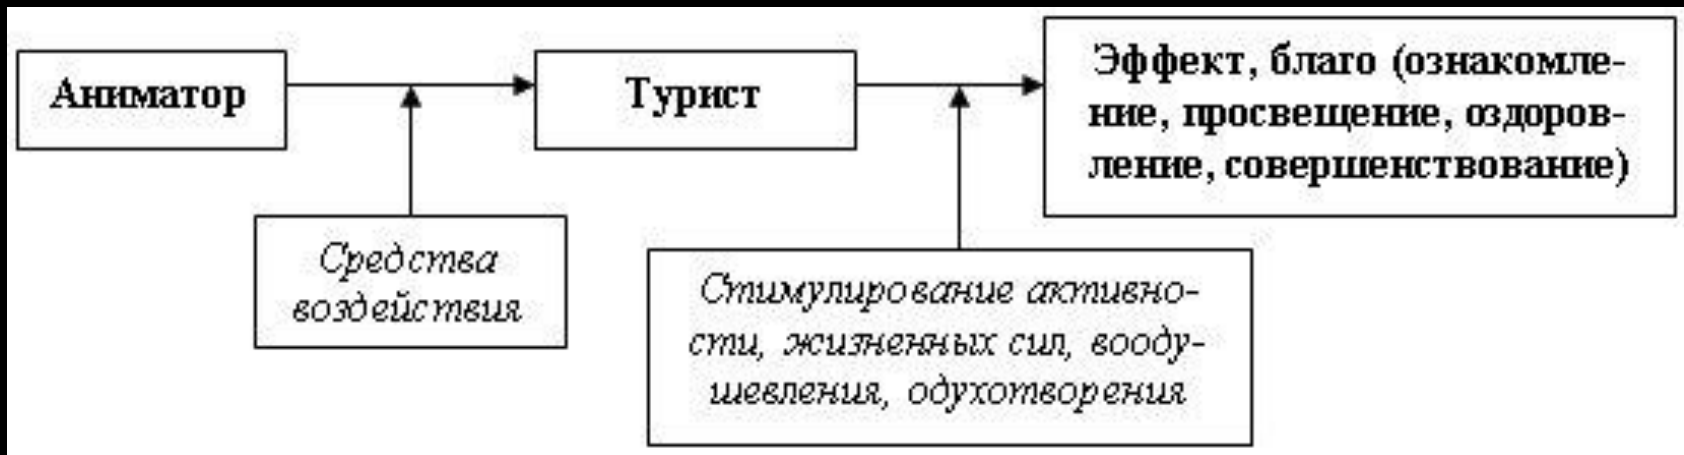 Аниматор
Турист
Эффект, благо (ознакомле-
ние, просвещение, оздоров-
ление, совершенствование)
Средства
воздействия
Стимулирование активно-
сти, жизненных сил, вооду-
шевления, одухотворения